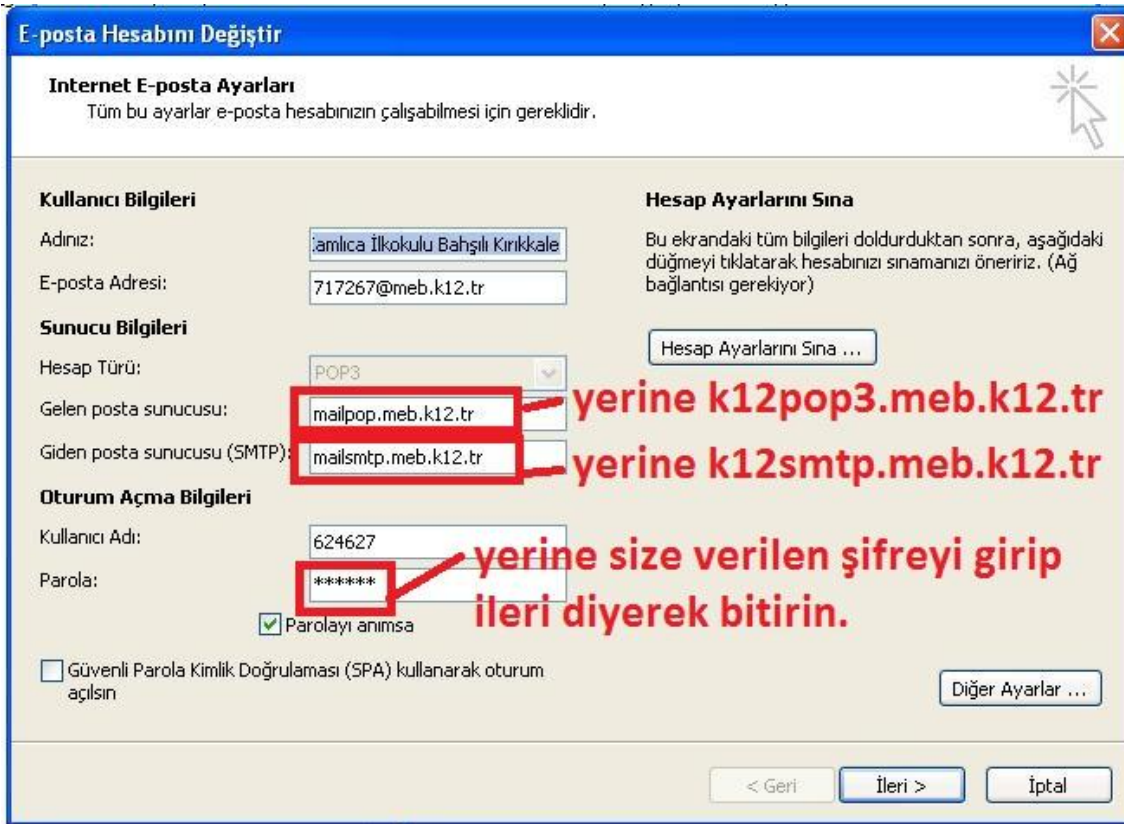 E-posta Hesabını Değiştir
Internet E-posta Ayarları
Tüm bu ayarlar e-posta hesabınızın çalışabilmesi için gereklidir.
Kullanıcı Bilgileri
Adınız:
İlkokulu Bahşılı Kırıkkale
E-posta Adresi:
717267@meb.k12.tr
Sunucu Bilgileri
Hesap Türü:
POP3
Gelen posta sunucusu:
mailpop.meb.k12.tr
yerine k12pop3.meb.k12.tr
Giden posta sunucusu (SMTP):
mailsmtp.meb.k12.tr
yerine k12smtp.meb.k12.tr
Oturum Açma Bilgileri
Kullanıcı Adı:
624627
Parola:
******
yerine size verilen şifreyi girip
ileri diyerek bitirin.
Parolayı anımsa
Güvenli Parola Kimlik Doğrulaması (SPA) kullanarak oturum
açılsın
Hesap Ayarlarını Sına
Bu ekrandaki tüm bilgileri doldurduktan sonra, aşağıdaki
düğmeyi tıklatarak hesabınızı sınamanızı öneririz. (Ağ
bağlantısı gerekiyor)
Hesap Ayarlarını Sına ...
Diğer Ayarlar ...
< Geri
İleri >
İptal